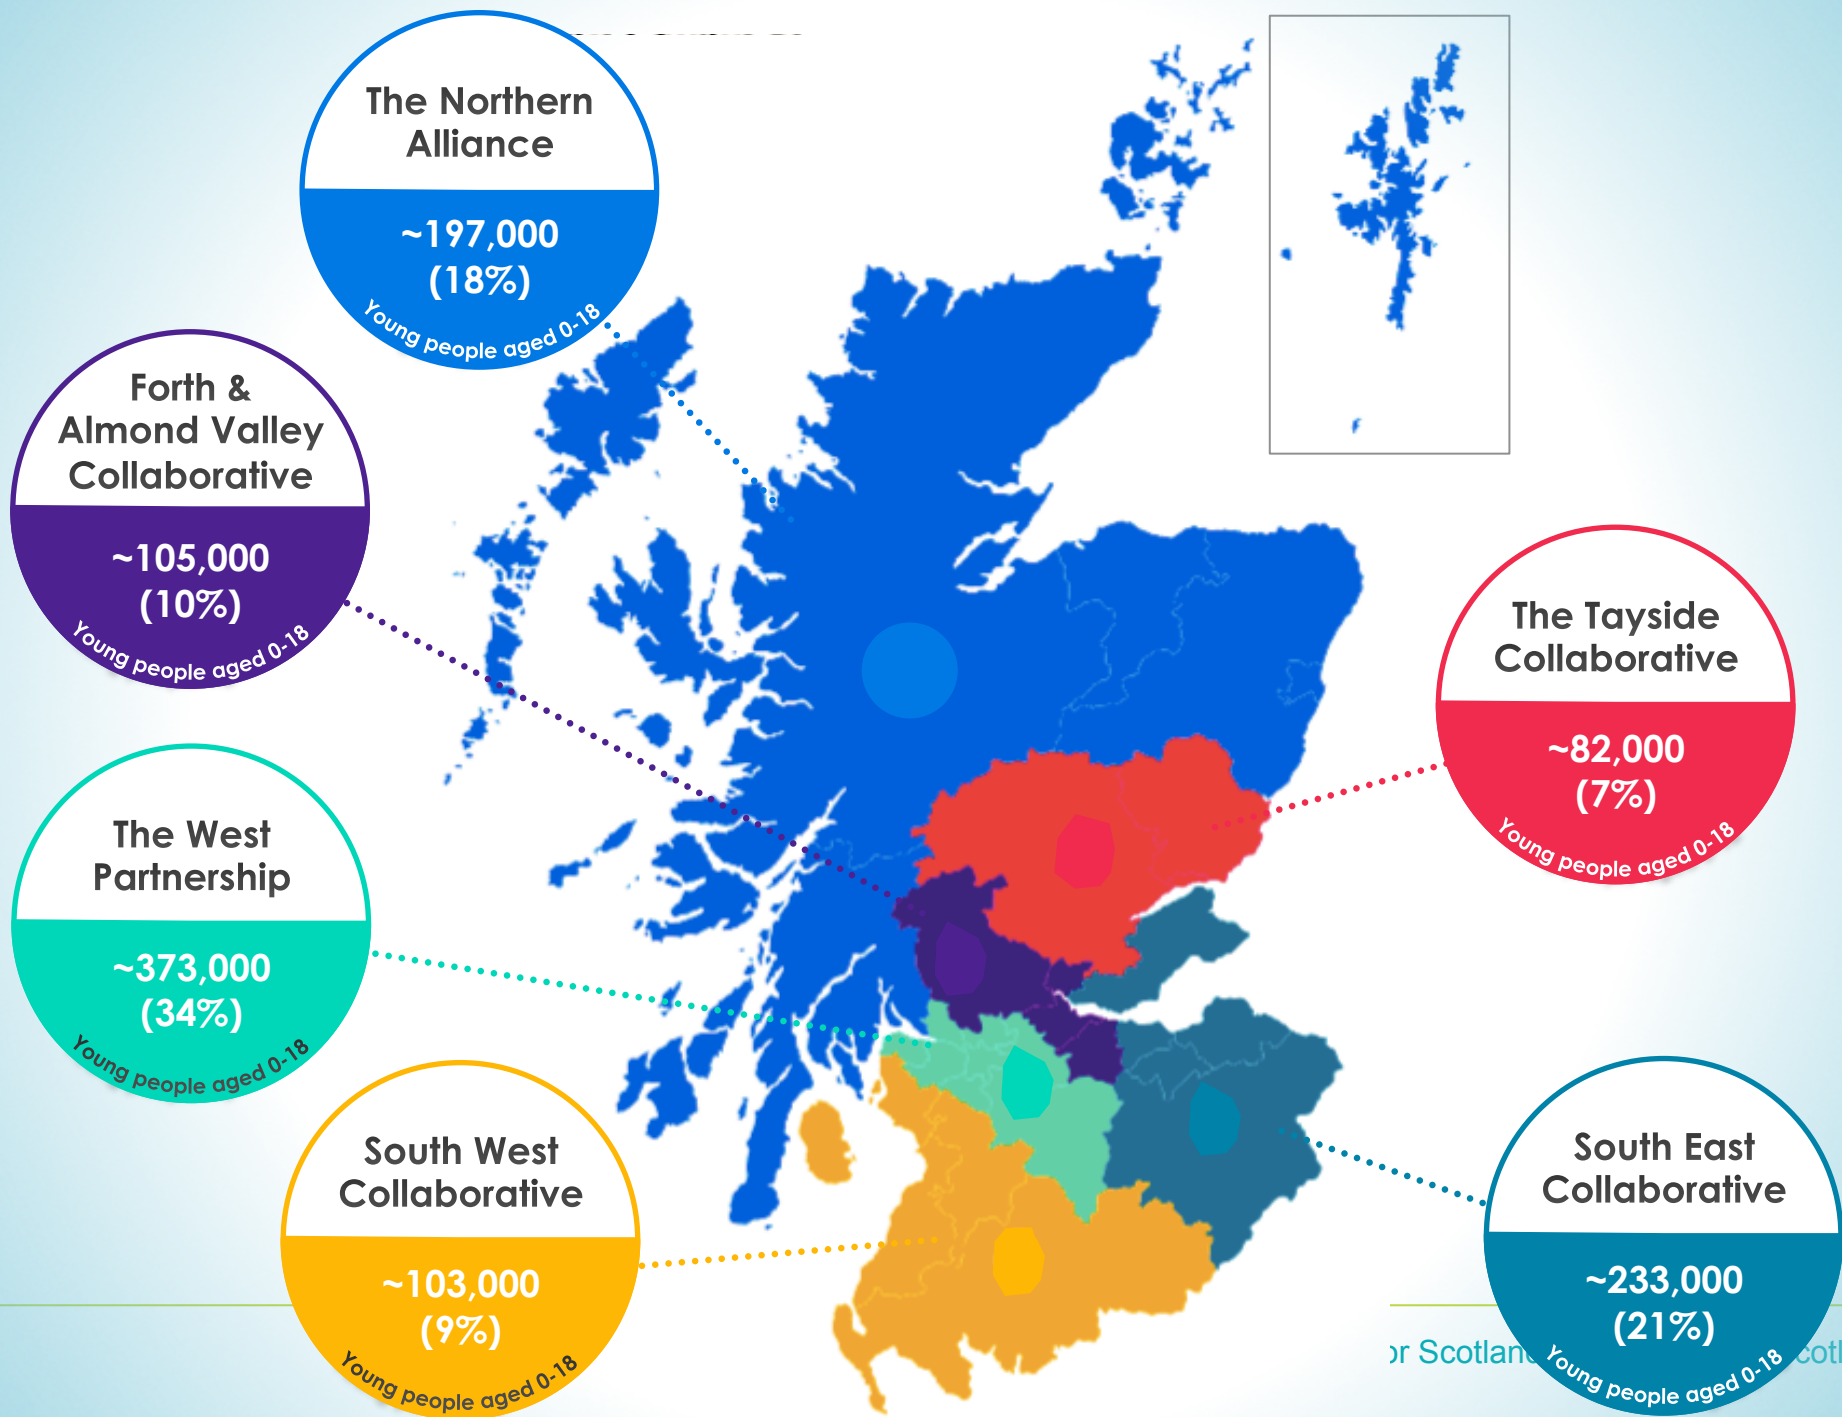 The Northern
Alliance
~197,000
(18%)
Young people aged 0-18
Forth &
Almond Valley
Collaborative
~105,000
(10%)
Young people aged 0-18
The Tayside
Collaborative
~82,000
(7%)
Young people aged 0-18
The West
Partnership
~373,000
(34%)
Young people aged 0-18
South West
Collaborative
~103,000
(9%)
Young people aged 0-18
South East
Collaborative
~233,000
(21%)
Young people aged 0-18